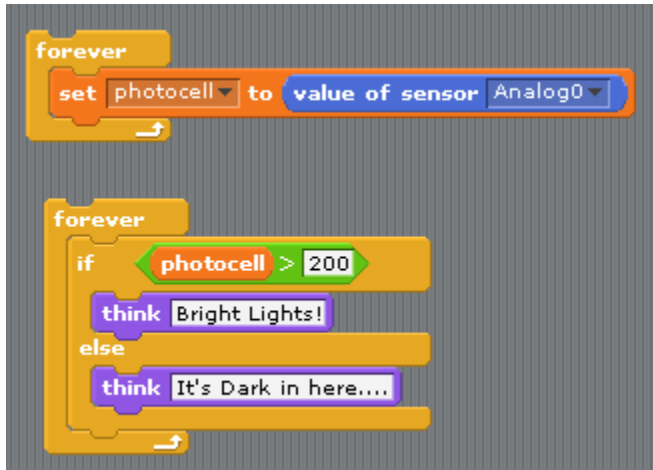 forever
set photocell to value of sensor Analog0
forever
if photocell > 200
think Bright Lights!
else
think It's Dark in here....